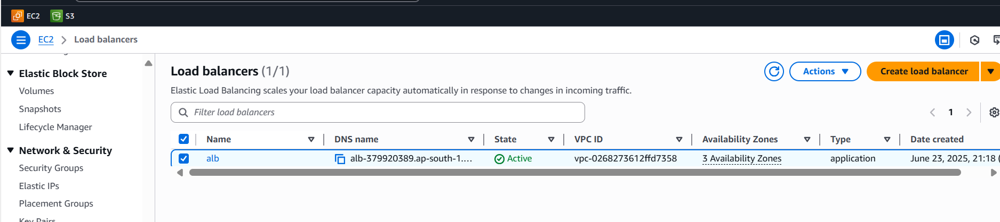 EC2 S3
EC2 Load balancers
Elastic Block Store
Volumes
Snapshots
Lifecycle Manager
Network & Security
Security Groups
Elastic IPs
Placement Groups
Key Pairs
Load balancers (1/1)
Actions
Create load balancer
Elastic Load Balancing scales your load balancer capacity automatically in response to changes in incoming traffic.
Filter load balancers
1
Name DNS name State VPC ID Availability Zones Type Date created
alb alb-379920389.ap-south-1.... Active vpc-0268273612ffd7358 3 Availability Zones application June 23, 2025, 21:18 (